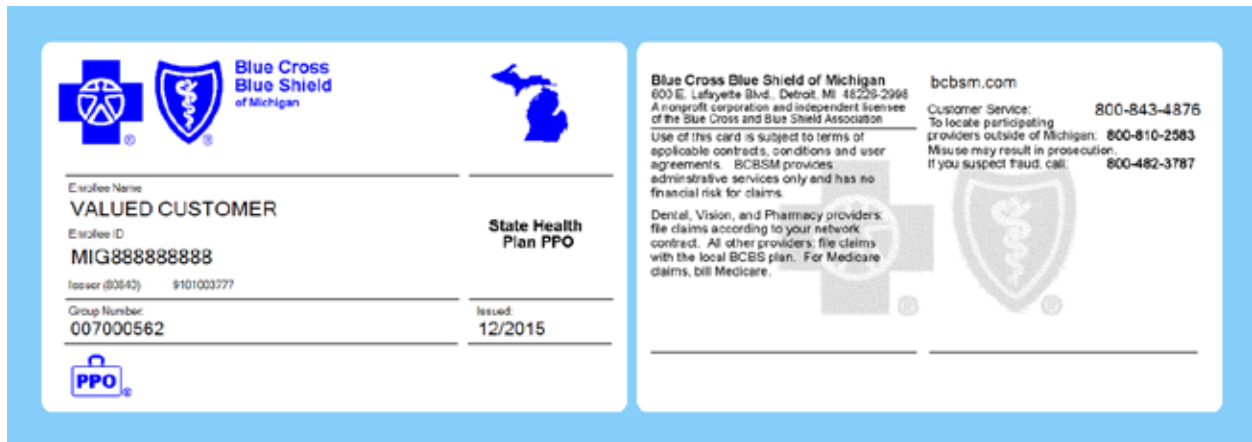 Blue Cross
Blue Shield
of Michigan
Enrollee Name
VALUED CUSTOMER
Enrollee ID
MIG888888888
Issuer (80840) 9101003777
Group Number:
007000562
State Health
Plan PPO
Issued:
12/2015
PPO
Blue Cross Blue Shield of Michigan
600 E. Lafayette Blvd., Detroit, MI 48226-2998
A nonprofit corporation and independent licensee
of the Blue Cross and Blue Shield Association
Use of this card is subject to terms of
applicable contracts, conditions and user
agreements. BCBSM provides
adminstrative services only and has no
financial risk for claims.
Dental, Vision, and Pharmacy providers:
file claims according to your network
contract. All other providers: file claims
with the local BCBS plan. For Medicare
claims, bill Medicare.
bcbsm.com
Customer Service: 800-843-4876
To locate participating
providers outside of Michigan: 800-810-2583
Misuse may result in prosecution.
If you suspect fraud, call: 800-482-3787